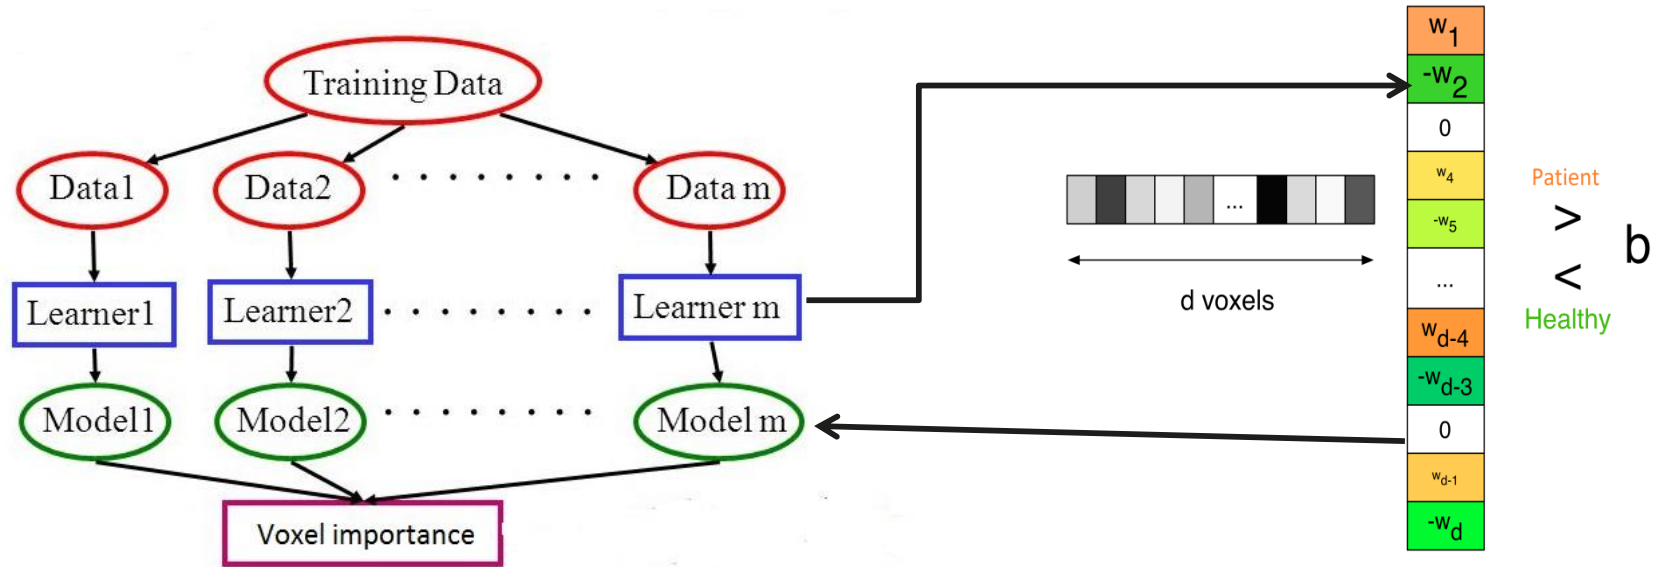 Training Data
Data1
Data2
Data m
Learner1
Learner2
Learner m
Model1
Model2
Model m
Voxel importance
...
d voxels
w1
-w2
0
w4
-w5
...
wd-4
-wd-3
0
wd-1
-wd
Patient
>
<
Healthy
b